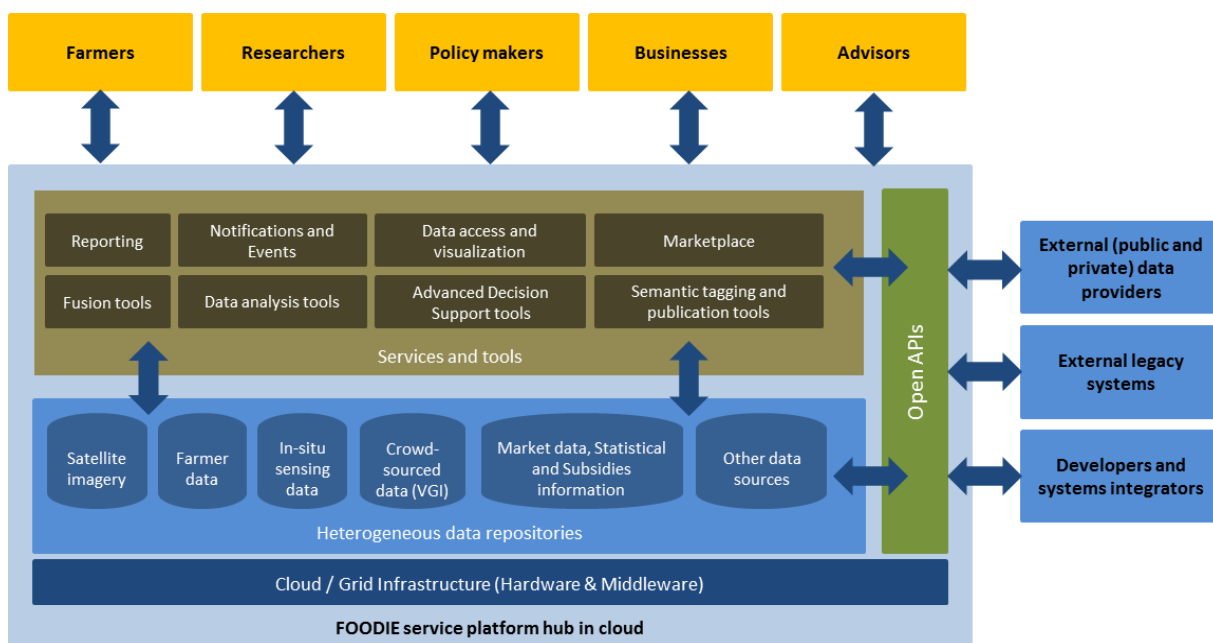 Farmers
Researchers
Policy makers
Businesses
Advisors
Reporting
Notifications and
Events
Data access and
visualization
Marketplace
Fusion tools
Data analysis tools
Advanced Decision
Support tools
Semantic tagging and
publication tools
Services and tools
Satellite
imagery
Farmer
data
In-situ
sensing
data
Crowd-
sourced
data (VGI)
Market data, Statistical
and Subsidies
information
Other data
sources
Heterogeneous data repositories
Open APIs
External (public and
private) data
providers
External legacy
systems
Developers and
systems integrators
Cloud / Grid Infrastructure (Hardware & Middleware)
FOODIE service platform hub in cloud